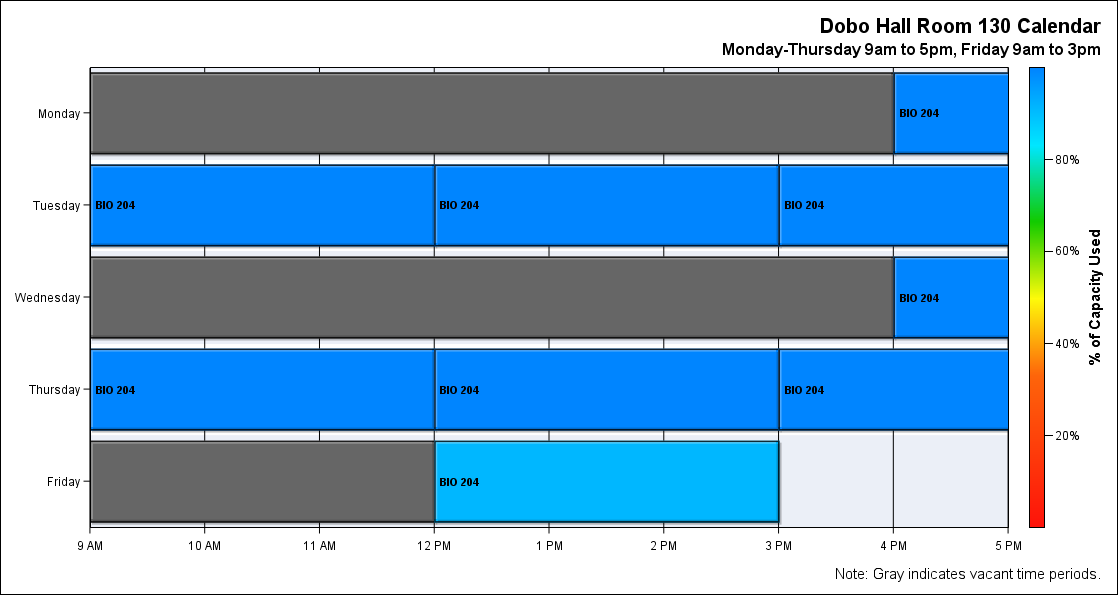 Dobo Hall Room 130 Calendar
Monday-Thursday 9am to 5pm, Friday 9am to 3pm
Monday
BIO 204
Tuesday
BIO 204
BIO 204
BIO 204
Wednesday
BIO 204
Thursday
BIO 204
BIO 204
BIO 204
Friday
BIO 204
9 AM
10 AM
11 AM
12 PM
1 PM
2 PM
3 PM
4 PM
5 PM
80%
60%
40%
20%
% of Capacity Used
Note: Gray indicates vacant time periods.